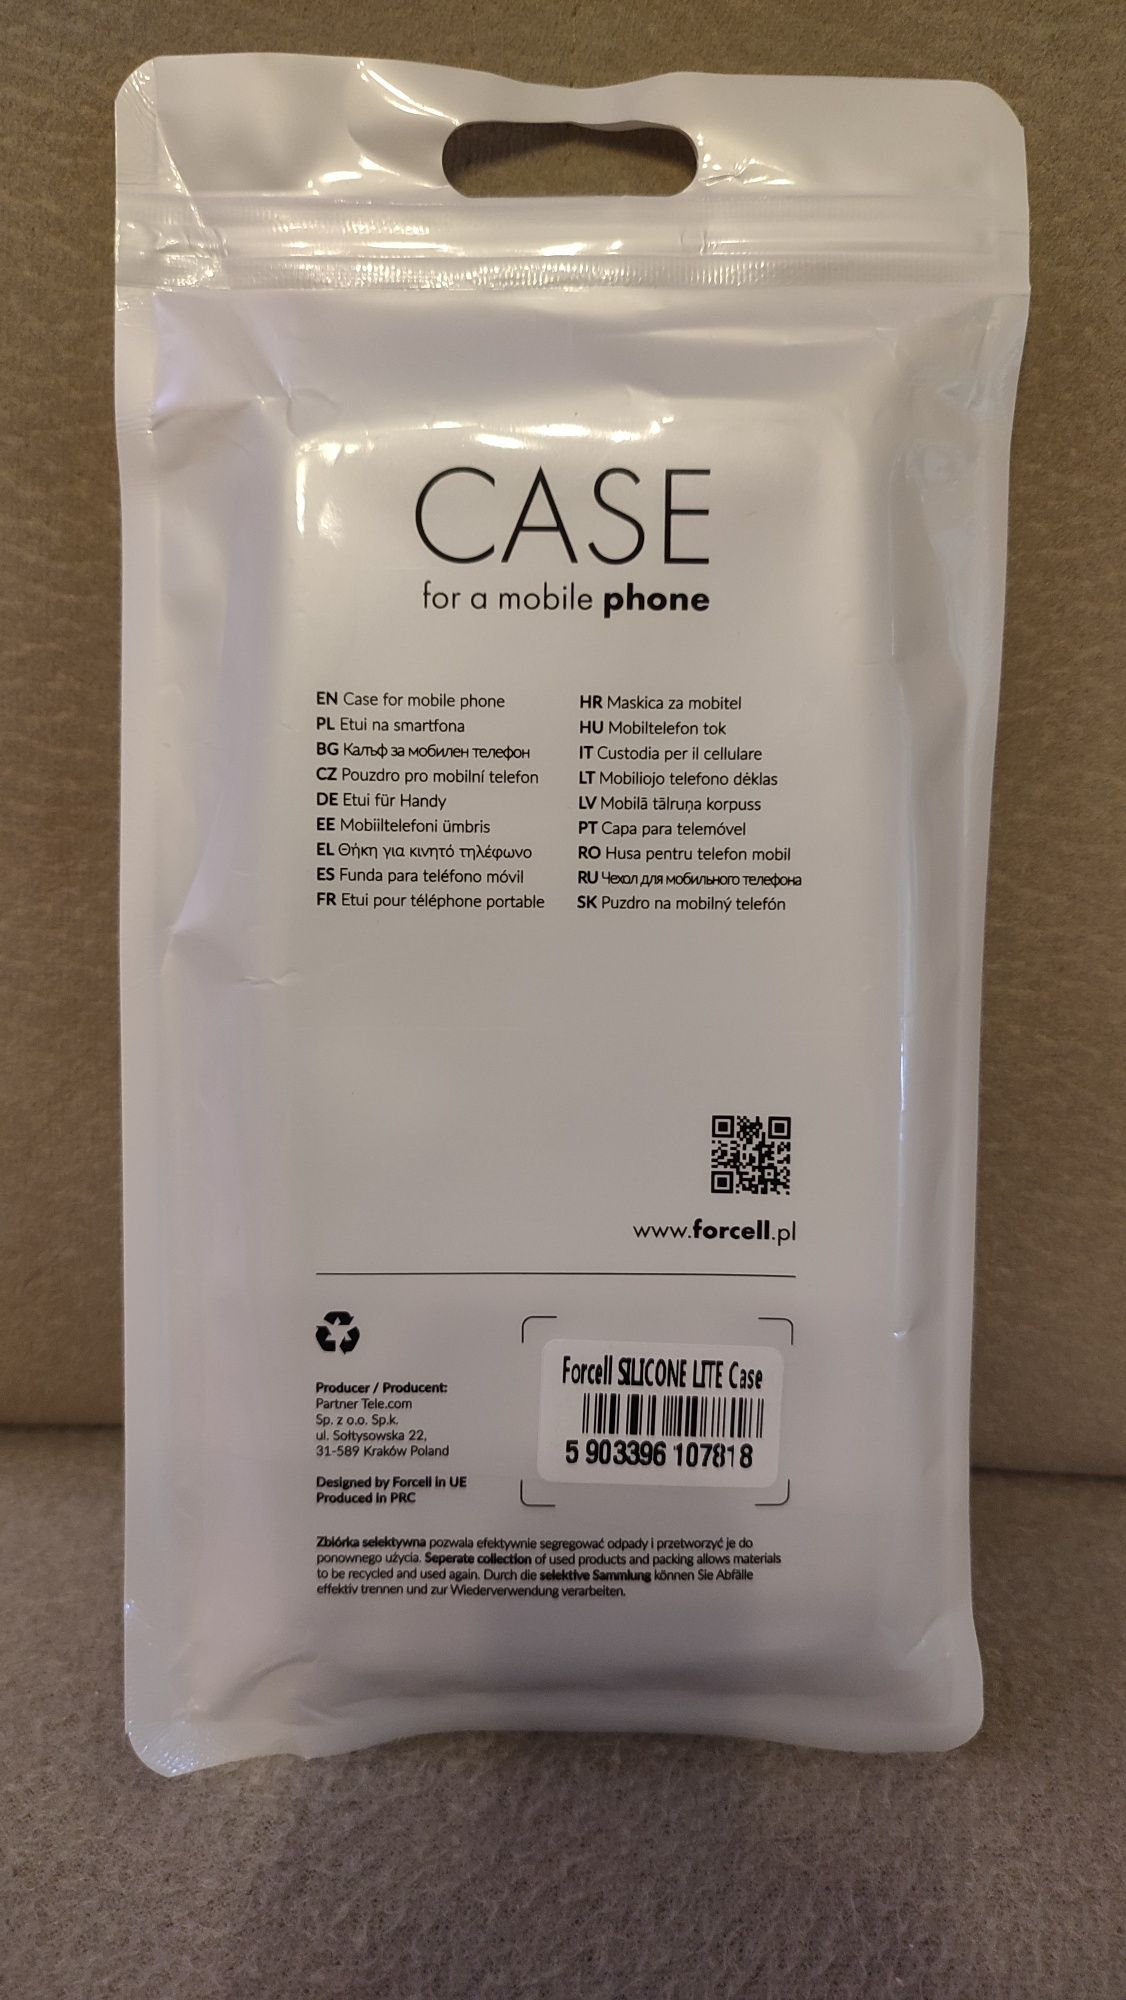 CASE
for a mobile phone
EN Case for mobile phone
PL Etui na smartfona
BG Калъф за мобилен телефон
CZ Pouzdro pro mobilní telefon
DE Etui für Handy
EE Mobiiltelefoni ümbris
EL Θήκη για κινητό τηλέφωνο
ES Funda para teléfono móvil
FR Etui pour téléphone portable
HR Maskica za mobitel
HU Mobiltelefon tok
IT Custodia per il cellulare
LT Mobiliojo telefono dėklas
LV Mobilā tālruņa korpuss
PT Capa para telemóvel
RO Husa pentru telefon mobil
RU Чехол для мобильного телефона
SK Puzdro na mobilný telefón
www.forcell.pl
Producer / Producent:
Partner Tele.com
Sp. z o.o. Sp.k.
ul. Sołtysowska 22,
31-589 Kraków Poland
Designed by Forcell in UE
Produced in PRC
Forcell SILICONE LITE Case
5 903396 107818
Zbiórka selektywna pozwala efektywnie segregować odpady i przetworzyć je do
ponownego użycia. Seperate collection of used products and packing allows materials
to be recycled and used again. Durch die selektive Sammlung können Sie Abfälle
effektiv trennen und zur Wiederverwendung verarbeiten.